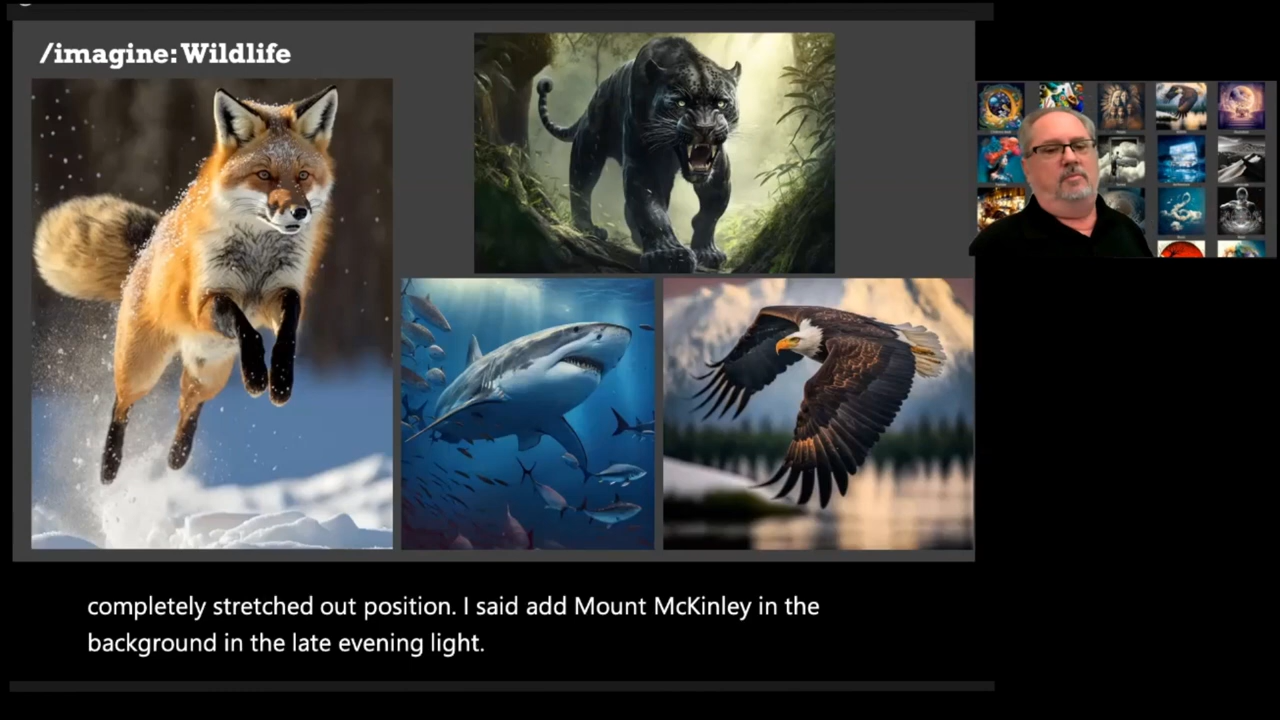 /imagine: Wildlife
completely stretched out position. I said add Mount McKinley in the
background in the late evening light.